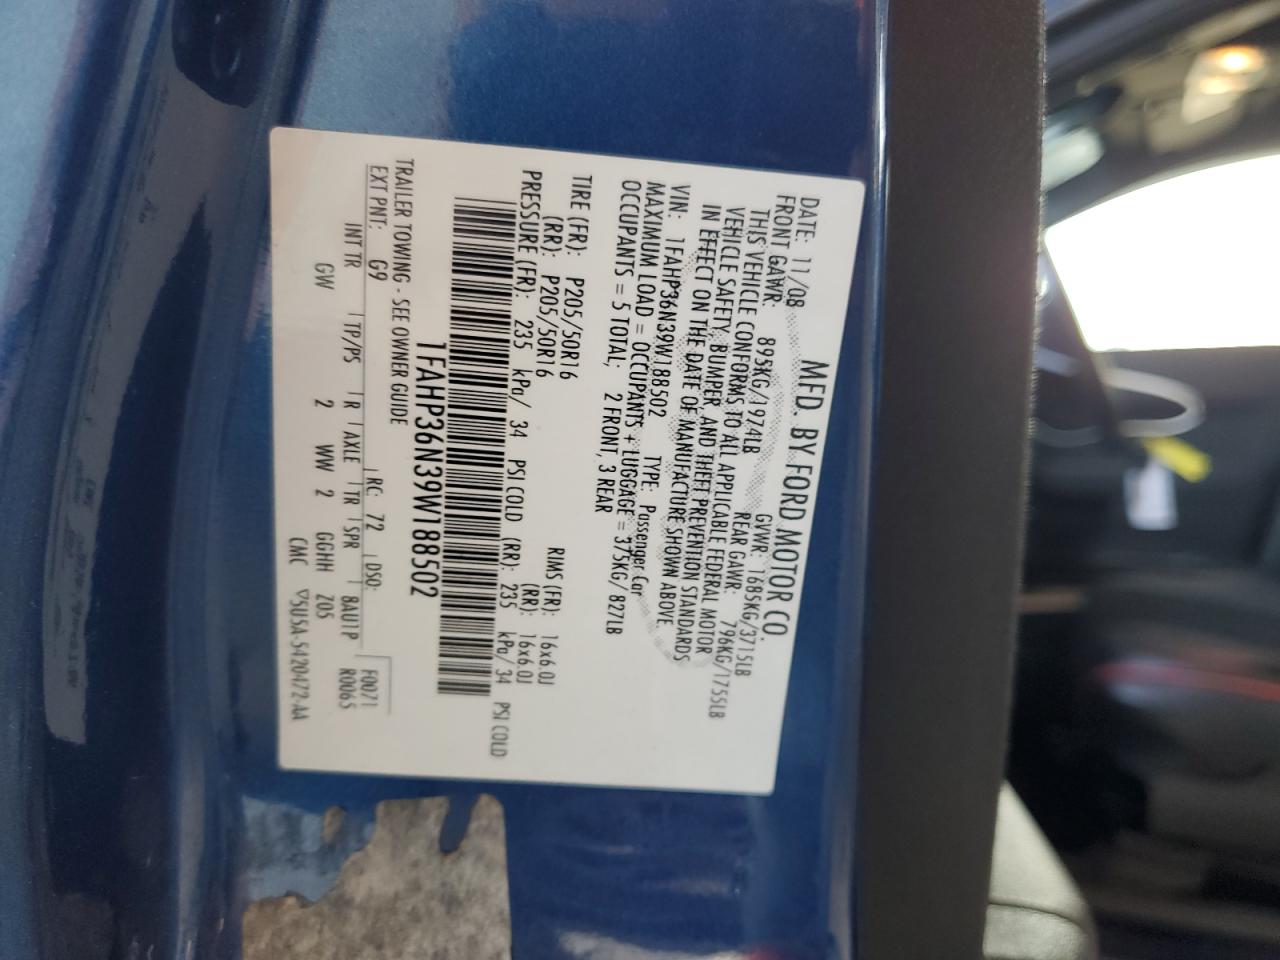 MFD. BY FORD MOTOR CO.
DATE: 11/08 GVWR: 1685KG/3715LB
FRONT GAWR: 895KG/1974LB REAR GAWR: 796KG/1755LB
THIS VEHICLE CONFORMS TO ALL APPLICABLE FEDERAL MOTOR
VEHICLE SAFETY, BUMPER, AND THEFT PREVENTION STANDARDS
IN EFFECT ON THE DATE OF MANUFACTURE SHOWN ABOVE.
VIN: 1FAHP36N39W188502 TYPE: Passenger Car
MAXIMUM LOAD = OCCUPANTS + LUGGAGE = 375KG/ 827LB
OCCUPANTS = 5 TOTAL; 2 FRONT, 3 REAR
TIRE (FR): P205/50R16 RIMS (FR): 16x6.0J
(RR): P205/50R16 (RR): 16x6.0J
PRESSURE (FR): 235 kPa/ 34 PSI COLD (RR): 235 kPa/ 34 PSI COLD
1FAHP36N39W188502
TRAILER TOWING - SEE OWNER GUIDE
EXT PNT: G9 RC: 72 DSO: F0071
INT TR TP/PS R AXLE TR SPR BAUTP R0065
GW 2 WW 2 GGHH Z05
CMC ▽5U5A-5420472-AA